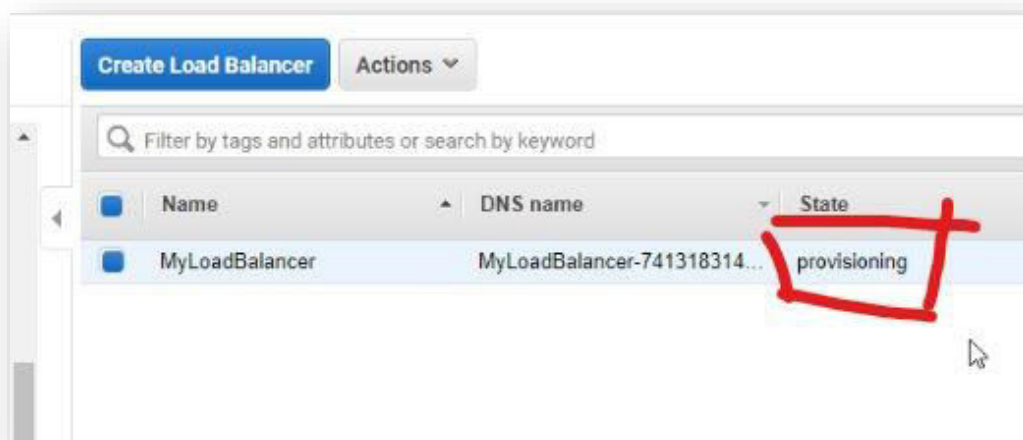 Create Load Balancer Actions
Filter by tags and attributes or search by keyword
Name DNS name State
MyLoadBalancer MyLoadBalancer-741318314... provisioning